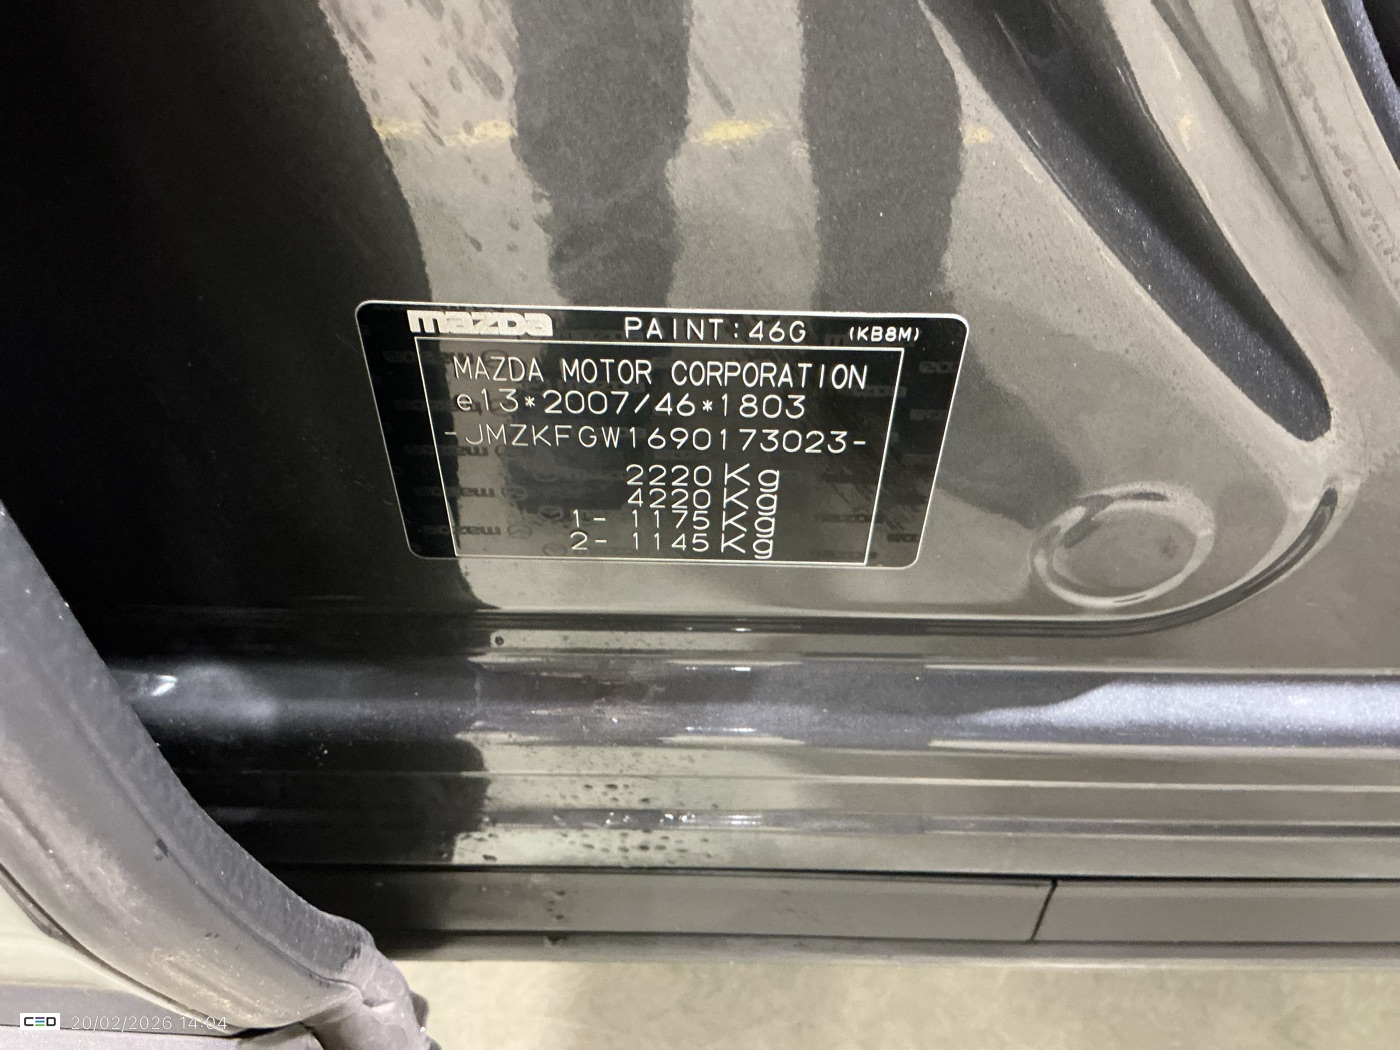 mazda PAINT:46G (KB8M)
MAZDA MOTOR CORPORATION
e13*2007/46*1803
-JMZKFGW1690173023-
2220Kg
4220Kg
1- 1175Kg
2- 1145Kg
CED 20/02/2026 14:04